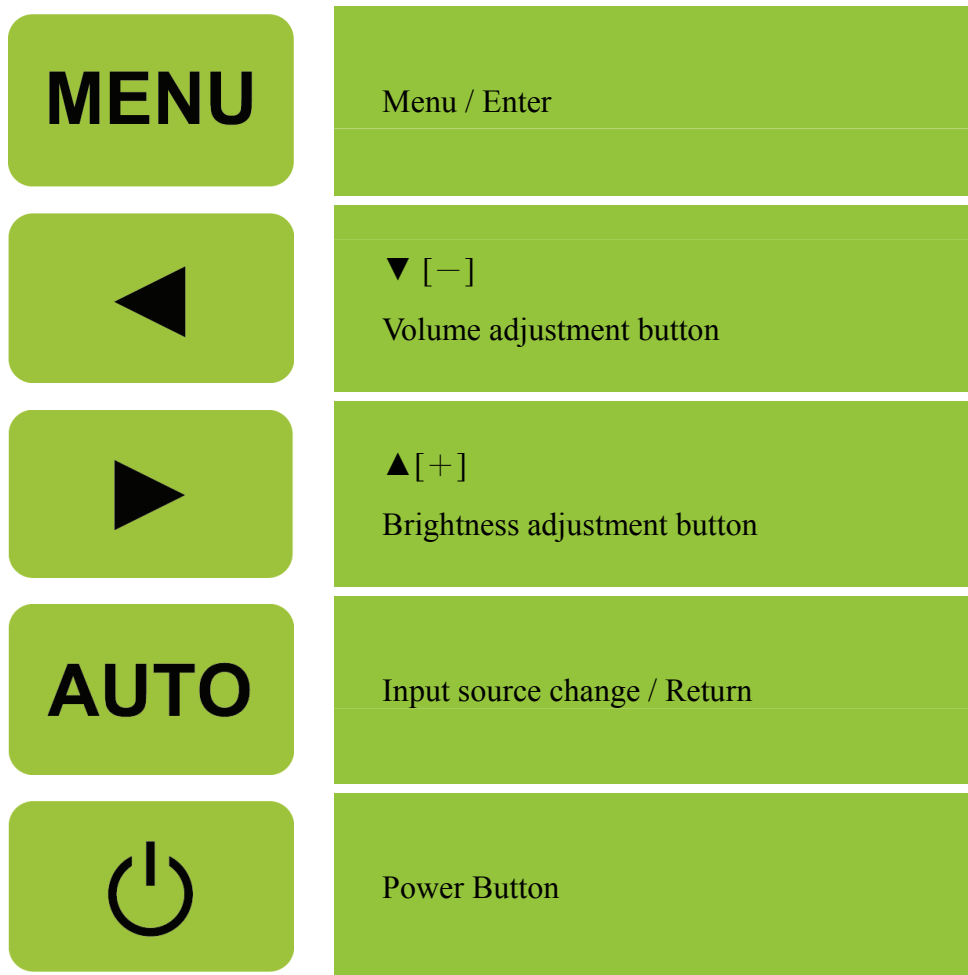 MENU
Menu / Enter
◀
▼ [－]
Volume adjustment button
▶
▲[＋]
Brightness adjustment button
AUTO
Input source change / Return
Power Button